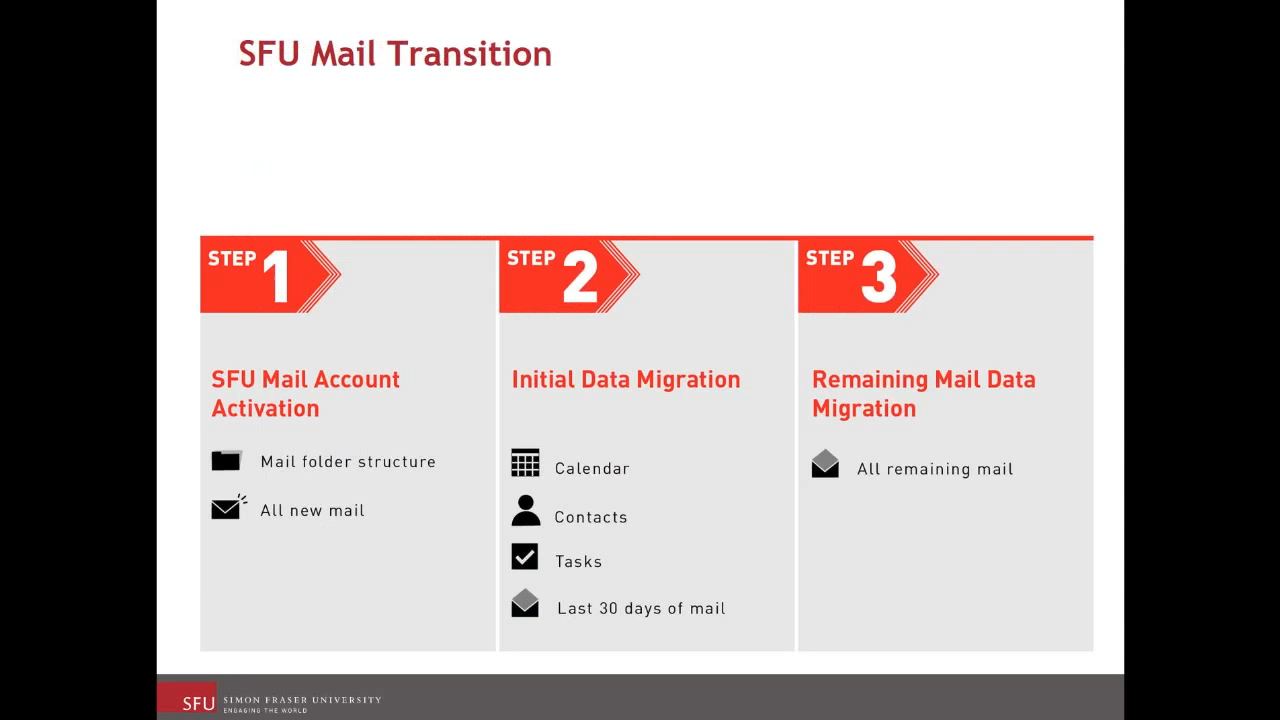 SFU Mail Transition
STEP 1
SFU Mail Account
Activation
Mail folder structure
All new mail
STEP 2
Initial Data Migration
Calendar
Contacts
Tasks
Last 30 days of mail
STEP 3
Remaining Mail Data
Migration
All remaining mail
SFU
SIMON FRASER UNIVERSITY
ENGAGING THE WORLD